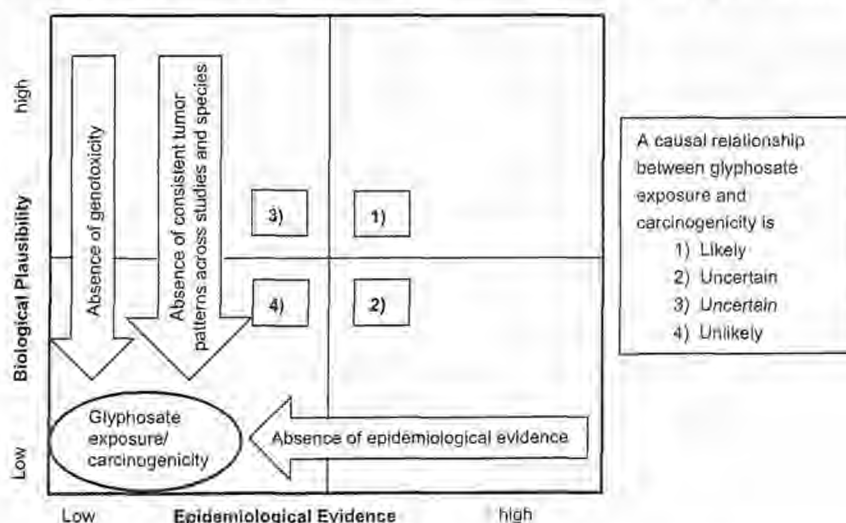 high
Biological Plausibility
Low
Absence of genotoxicity
Absence of consistent tumor
patterns across studies and species
3)
1)
4)
2)
Glyphosate
exposure/
carcinogenicity
Absence of epidemiological evidence
Low
Epidemiological Evidence
high
A causal relationship
between glyphosate
exposure and
carcinogenicity is
1) Likely
2) Uncertain
3) Uncertain
4) Unlikely